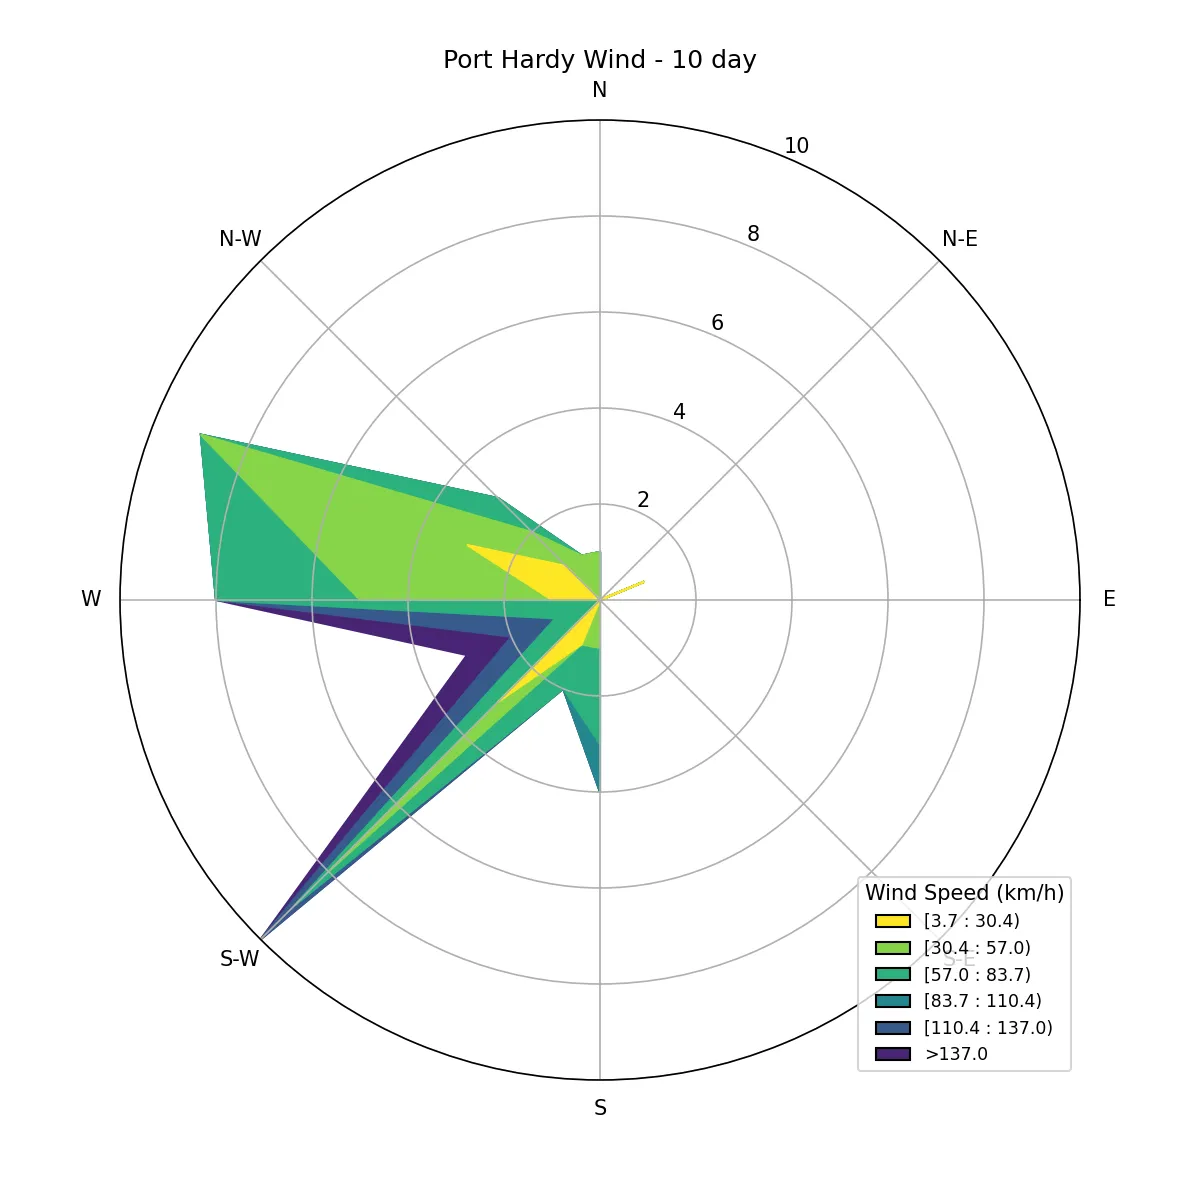 Port Hardy Wind - 10 day
N
10
N-W
N-E
8
6
4
2
W
E
S-W
S-E
S
Wind Speed (km/h)
[3.7 : 30.4)
[30.4 : 57.0)
[57.0 : 83.7)
[83.7 : 110.4)
[110.4 : 137.0)
>137.0